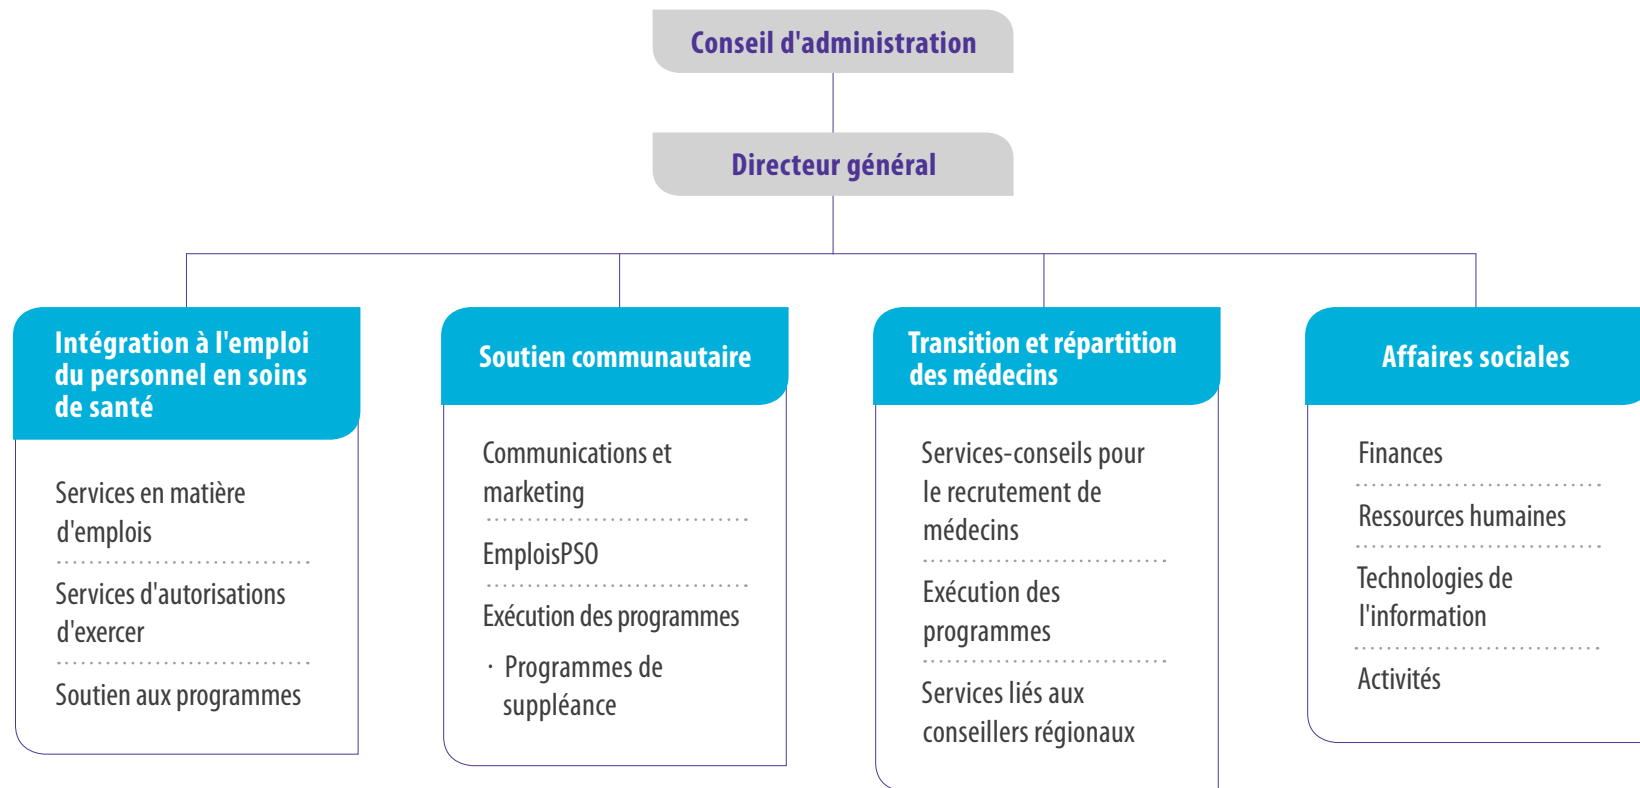 Conseil d'administration
Directeur général
Intégration à l'emploi
du personnel en soins
de santé
Services en matière
d'emplois
Services d'autorisations
d'exercer
Soutien aux programmes
Soutien communautaire
Communications et
marketing
EmploisPSO
Exécution des programmes
· Programmes de
suppléance
Transition et répartition
des médecins
Services-conseils pour
le recrutement de
médecins
Exécution des
programmes
Services liés aux
conseillers régionaux
Affaires sociales
Finances
Ressources humaines
Technologies de
l'information
Activités